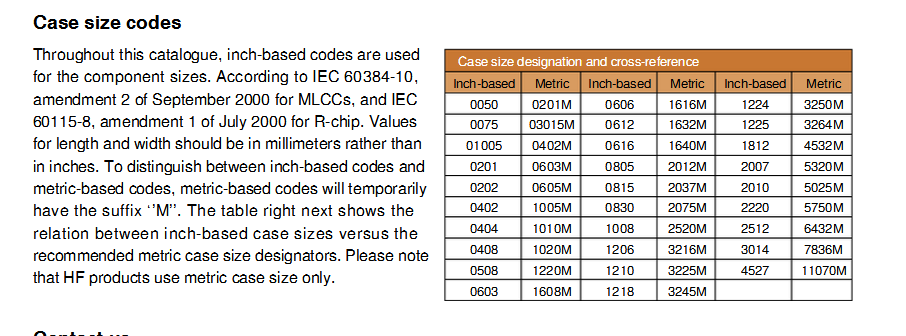 Case size codes
Throughout this catalogue, inch-based codes are used
for the component sizes. According to IEC 60384-10,
amendment 2 of September 2000 for MLCCs, and IEC
60115-8, amendment 1 of July 2000 for R-chip. Values
for length and width should be in millimeters rather than
in inches. To distinguish between inch-based codes and
metric-based codes, metric-based codes will temporarily
have the suffix ‘’M”. The table right next shows the
relation between inch-based case sizes versus the
recommended metric case size designators. Please note
that HF products use metric case size only.
Case size designation and cross-reference
Inch-based Metric Inch-based Metric Inch-based Metric
0050 0201M 0606 1616M 1224 3250M
0075 03015M 0612 1632M 1225 3264M
01005 0402M 0616 1640M 1812 4532M
0201 0603M 0805 2012M 2007 5320M
0202 0605M 0815 2037M 2010 5025M
0402 1005M 0830 2075M 2220 5750M
0404 1010M 1008 2520M 2512 6432M
0408 1020M 1206 3216M 3014 7836M
0508 1220M 1210 3225M 4527 11070M
0603 1608M 1218 3245M